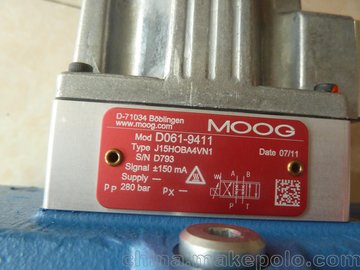 D-71034 Böblingen
www.moog.com
MOOG
Mod D061-9411
Type J15HOBA4VN1
Date 07/11
S/N D793
Signal ±150 mA
Supply —
pP 280 bar pX —
A B
P T
china.makepolo.com